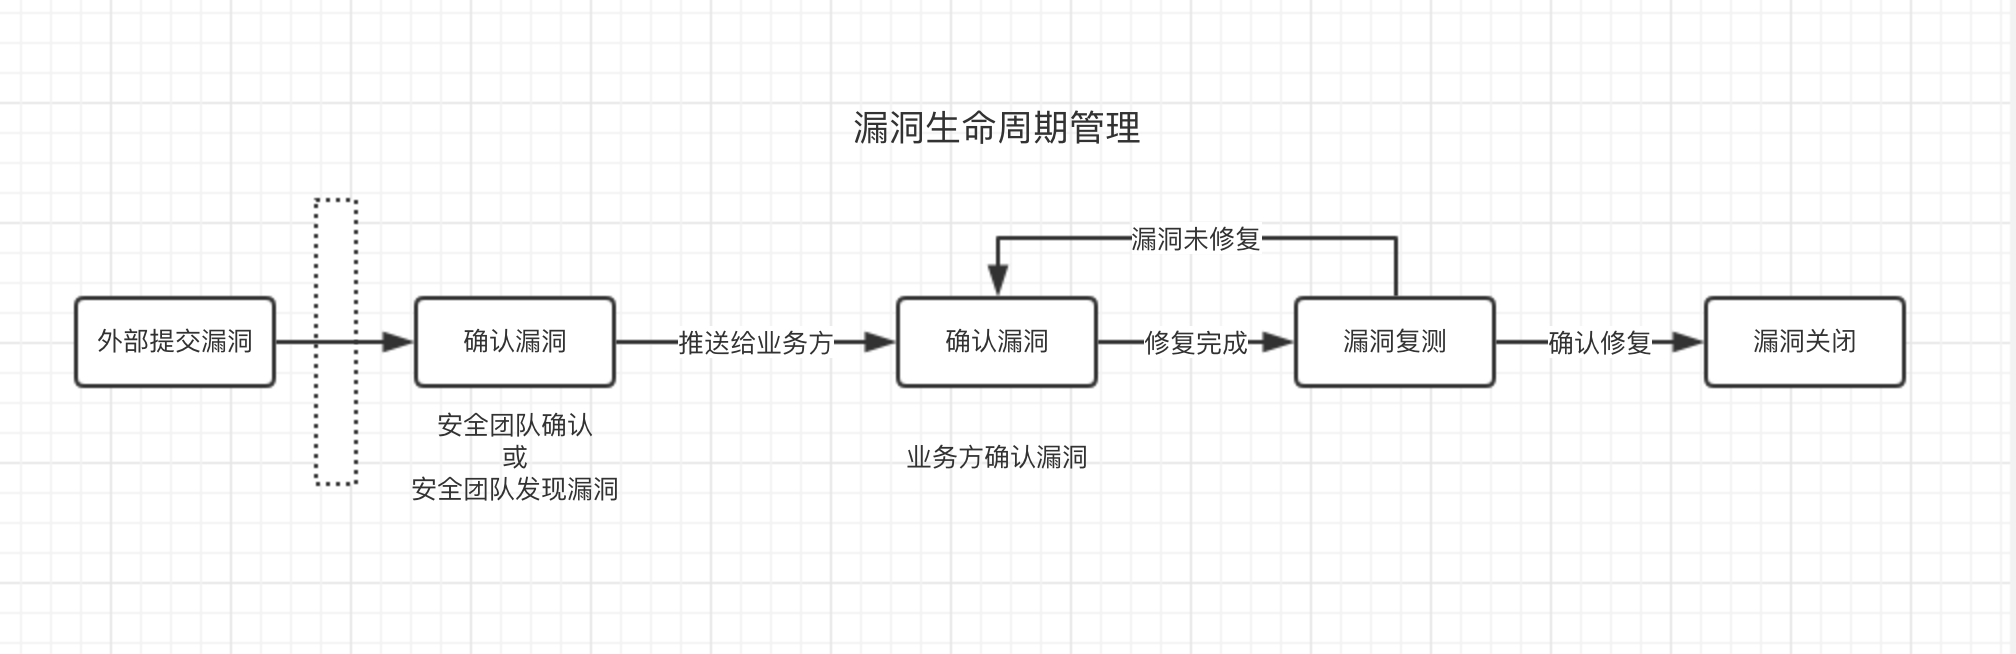 漏洞生命周期管理
漏洞未修复
外部提交漏洞
确认漏洞
推送给业务方
确认漏洞
修复完成
漏洞复测
确认修复
漏洞关闭
安全团队确认
或
安全团队发现漏洞
业务方确认漏洞